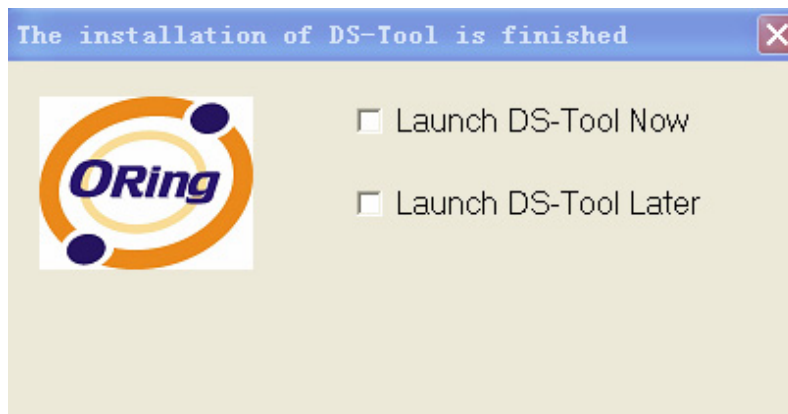 The installation of DS-Tool is finished
Launch DS-Tool Now
ORing
Launch DS-Tool Later